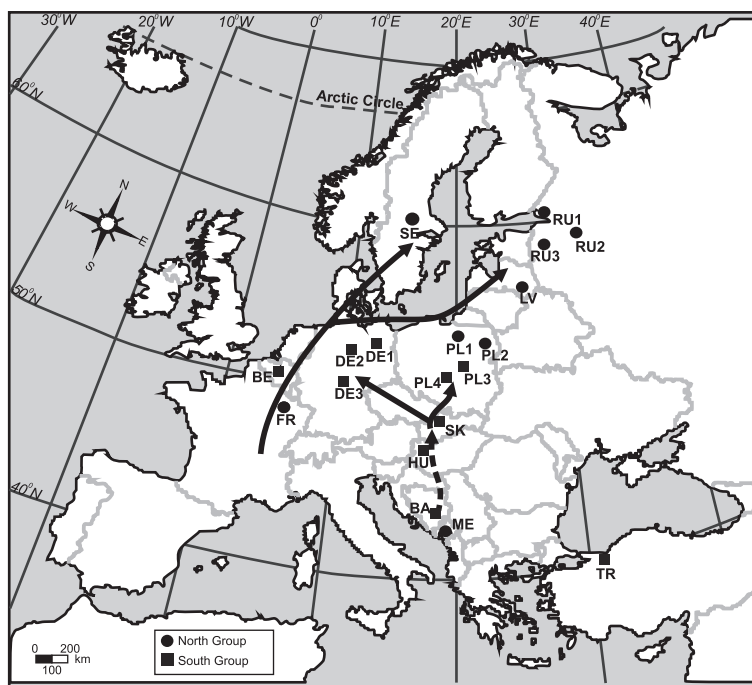 30°W 20°W 10°W 0° 10°E 20°E 30°E 40°E
Arctic Circle
60°N
N
W
E
S
SE
RU1
RU2
RU3
50°N
LV
PL1
PL2
DE2
DE1
BE
PL3
PL4
DE3
FR
SK
HU
40°N
BA
ME
TR
North Group
South Group
0 200
km
100